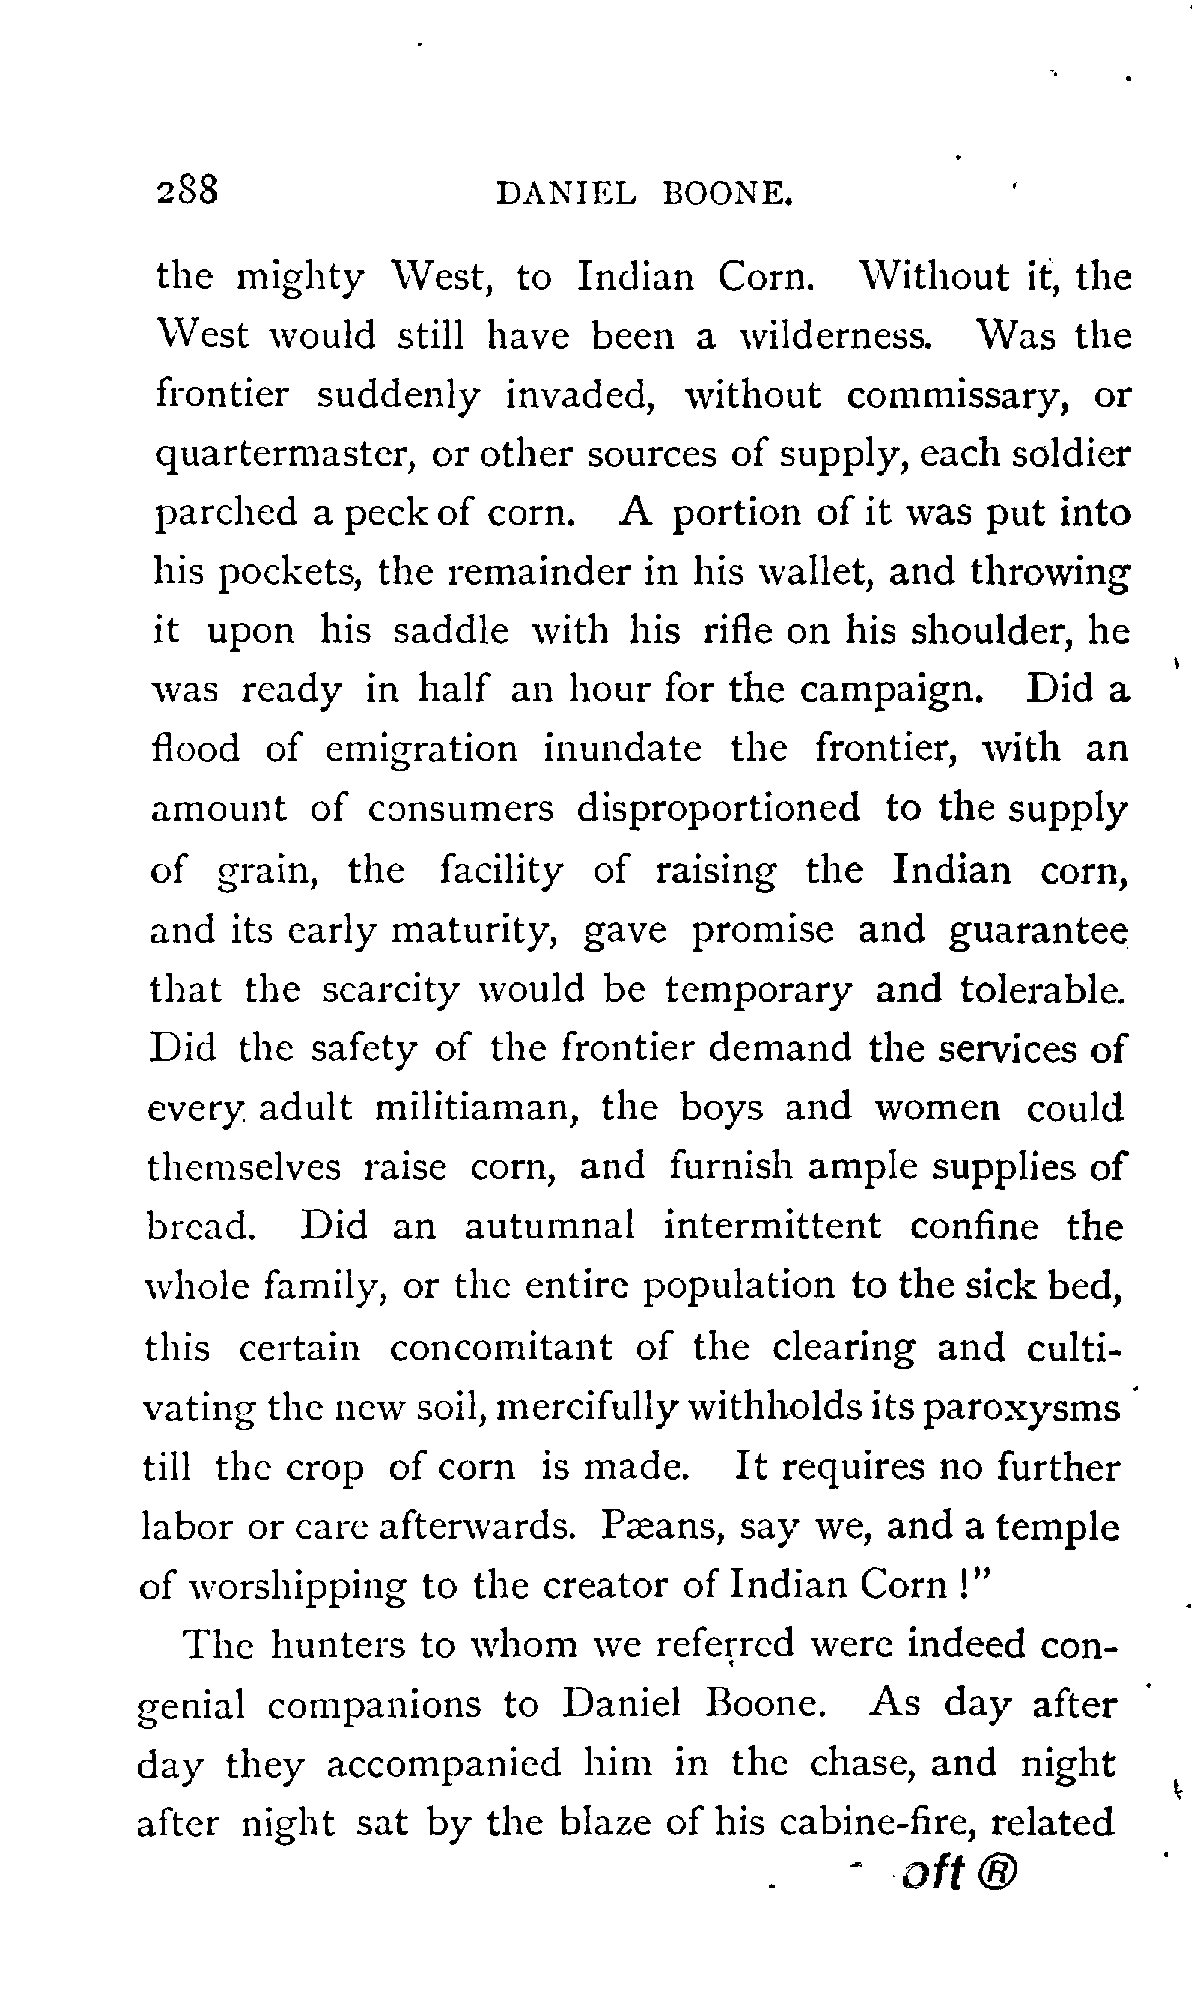 288 DANIEL BOONE.
the mighty West, to Indian Corn. Without it, the
West would still have been a wilderness. Was the
frontier suddenly invaded, without commissary, or
quartermaster, or other sources of supply, each soldier
parched a peck of corn. A portion of it was put into
his pockets, the remainder in his wallet, and throwing
it upon his saddle with his rifle on his shoulder, he
was ready in half an hour for the campaign. Did a
flood of emigration inundate the frontier, with an
amount of consumers disproportioned to the supply
of grain, the facility of raising the Indian corn,
and its early maturity, gave promise and guarantee
that the scarcity would be temporary and tolerable.
Did the safety of the frontier demand the services of
every adult militiaman, the boys and women could
themselves raise corn, and furnish ample supplies of
bread. Did an autumnal intermittent confine the
whole family, or the entire population to the sick bed,
this certain concomitant of the clearing and culti-
vating the new soil, mercifully withholds its paroxysms
till the crop of corn is made. It requires no further
labor or care afterwards. Pæans, say we, and a temple
of worshipping to the creator of Indian Corn !"
The hunters to whom we referred were indeed con-
genial companions to Daniel Boone. As day after
day they accompanied him in the chase, and night
after night sat by the blaze of his cabine-fire, related
oft ®